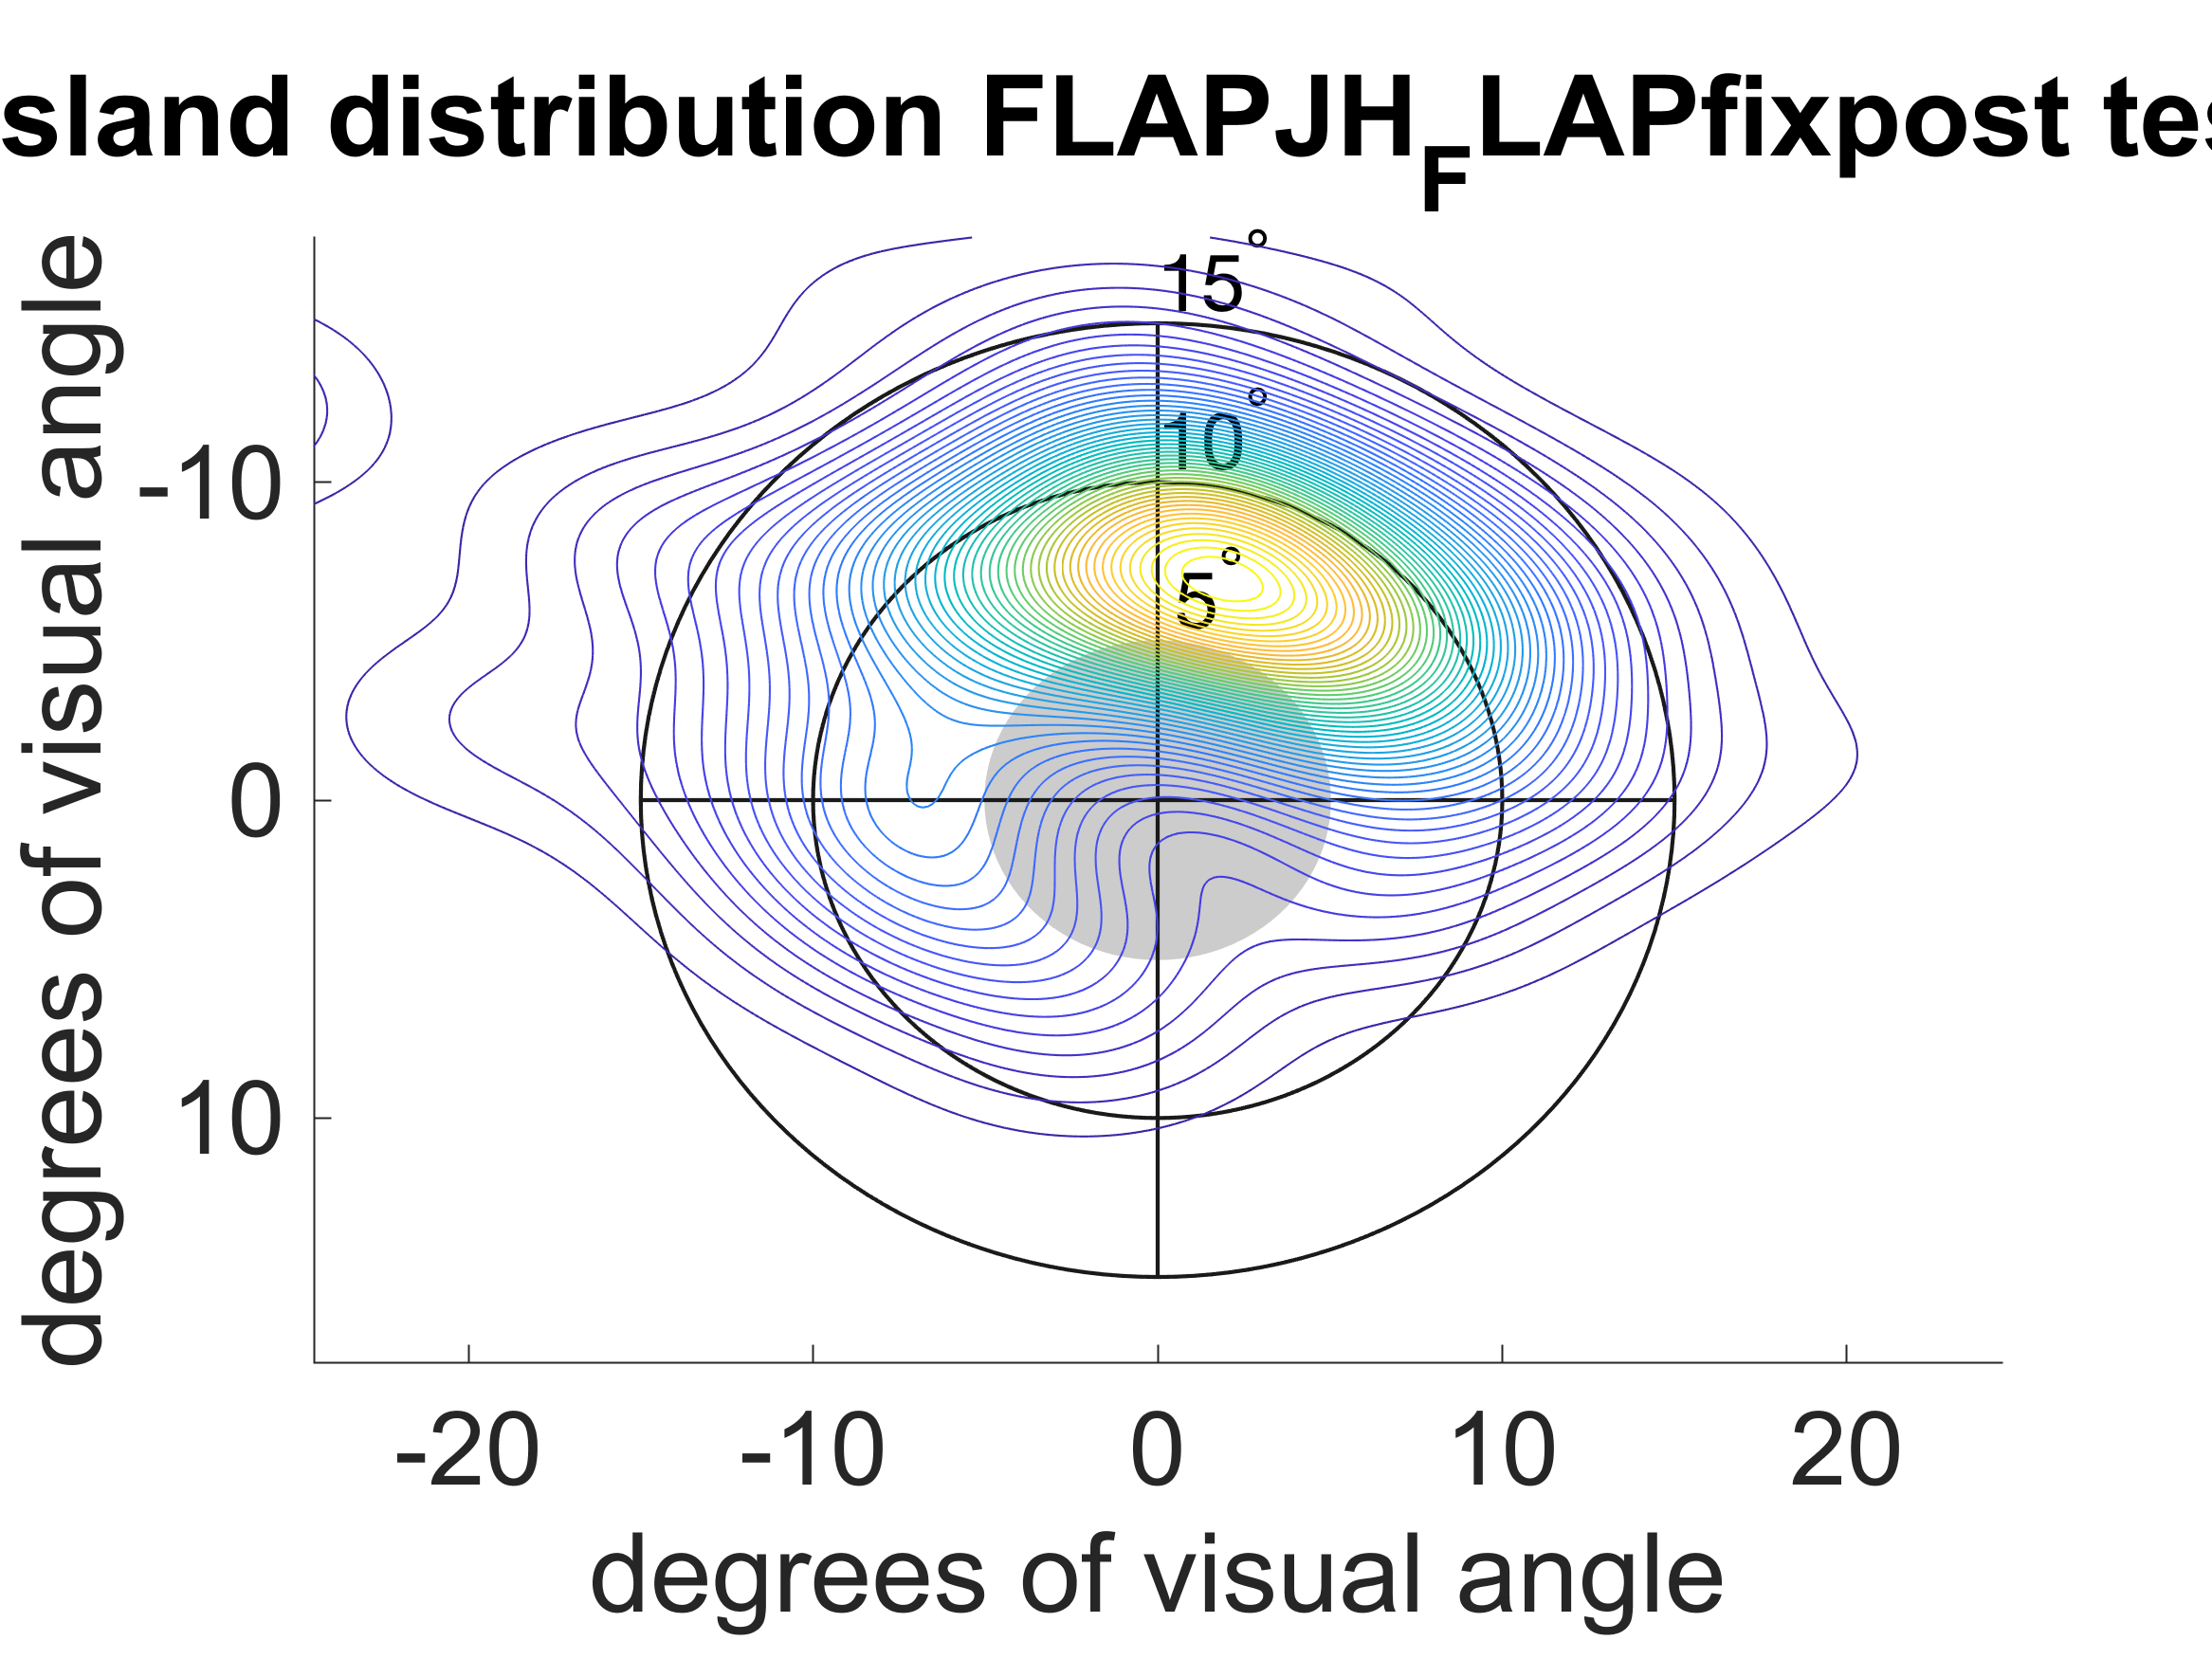 sland distribution FLAPJH_FLAPfixpost tes
degrees of visual angle
15°
10°
5°
-10
0
10
-20 -10 0 10 20
degrees of visual angle